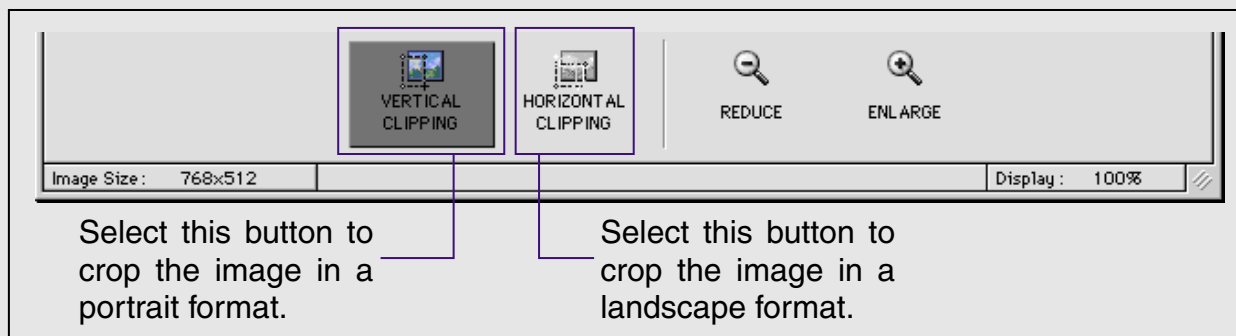 VERTICAL
CLIPPING
HORIZONTAL
CLIPPING
REDUCE
ENLARGE
Image Size: 768x512
Display: 100%
Select this button to
crop the image in a
portrait format.
Select this button to
crop the image in a
landscape format.